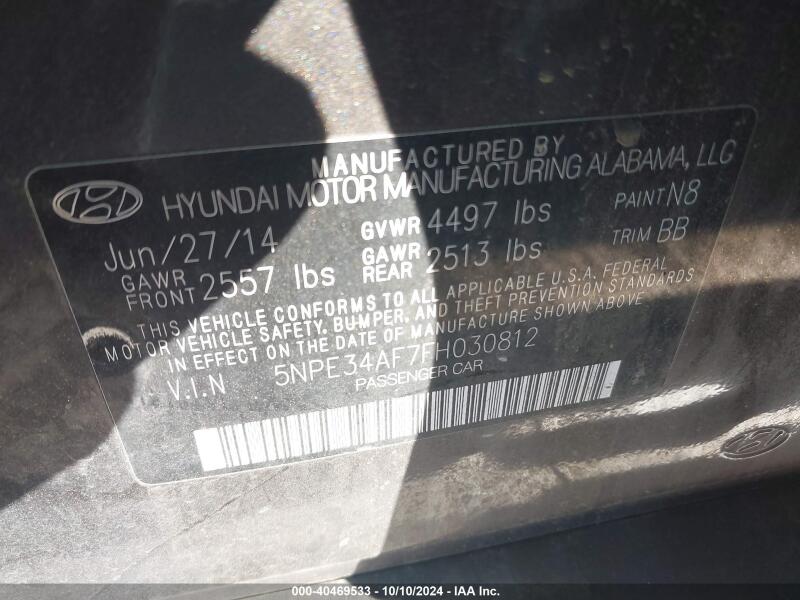 MANUFACTURED BY
HYUNDAI MOTOR MANUFACTURING ALABAMA, LLC
Jun/27/14 GVWR 4497 lbs PAINT N8
GAWR FRONT 2557 lbs GAWR REAR 2513 lbs TRIM BB
THIS VEHICLE CONFORMS TO ALL APPLICABLE U.S.A. FEDERAL
MOTOR VEHICLE SAFETY, BUMPER, AND THEFT PREVENTION STANDARDS
IN EFFECT ON THE DATE OF MANUFACTURE SHOWN ABOVE
V.I.N 5NPE34AF7FH030812
PASSENGER CAR
000-40469533 - 10/10/2024 - IAA Inc.